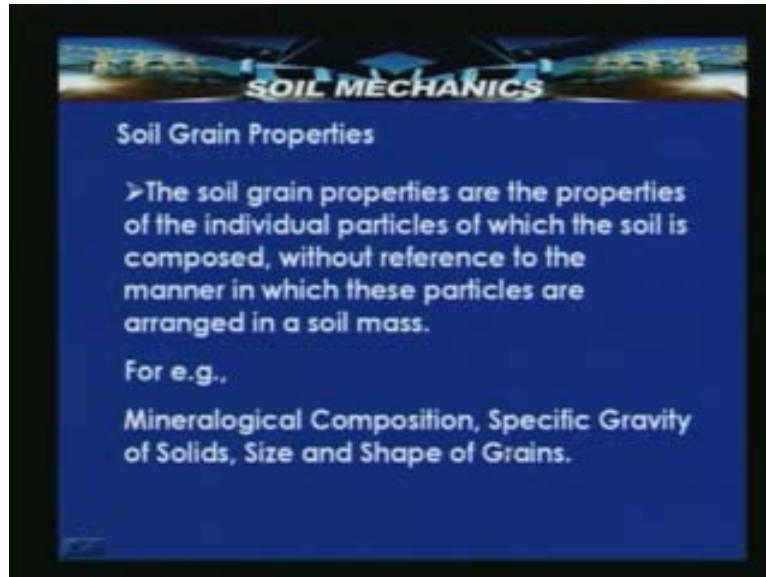 SOIL MECHANICS
Soil Grain Properties
➢The soil grain properties are the properties
of the individual particles of which the soil is
composed, without reference to the
manner in which these particles are
arranged in a soil mass.
For e.g.,
Mineralogical Composition, Specific Gravity
of Solids, Size and Shape of Grains.